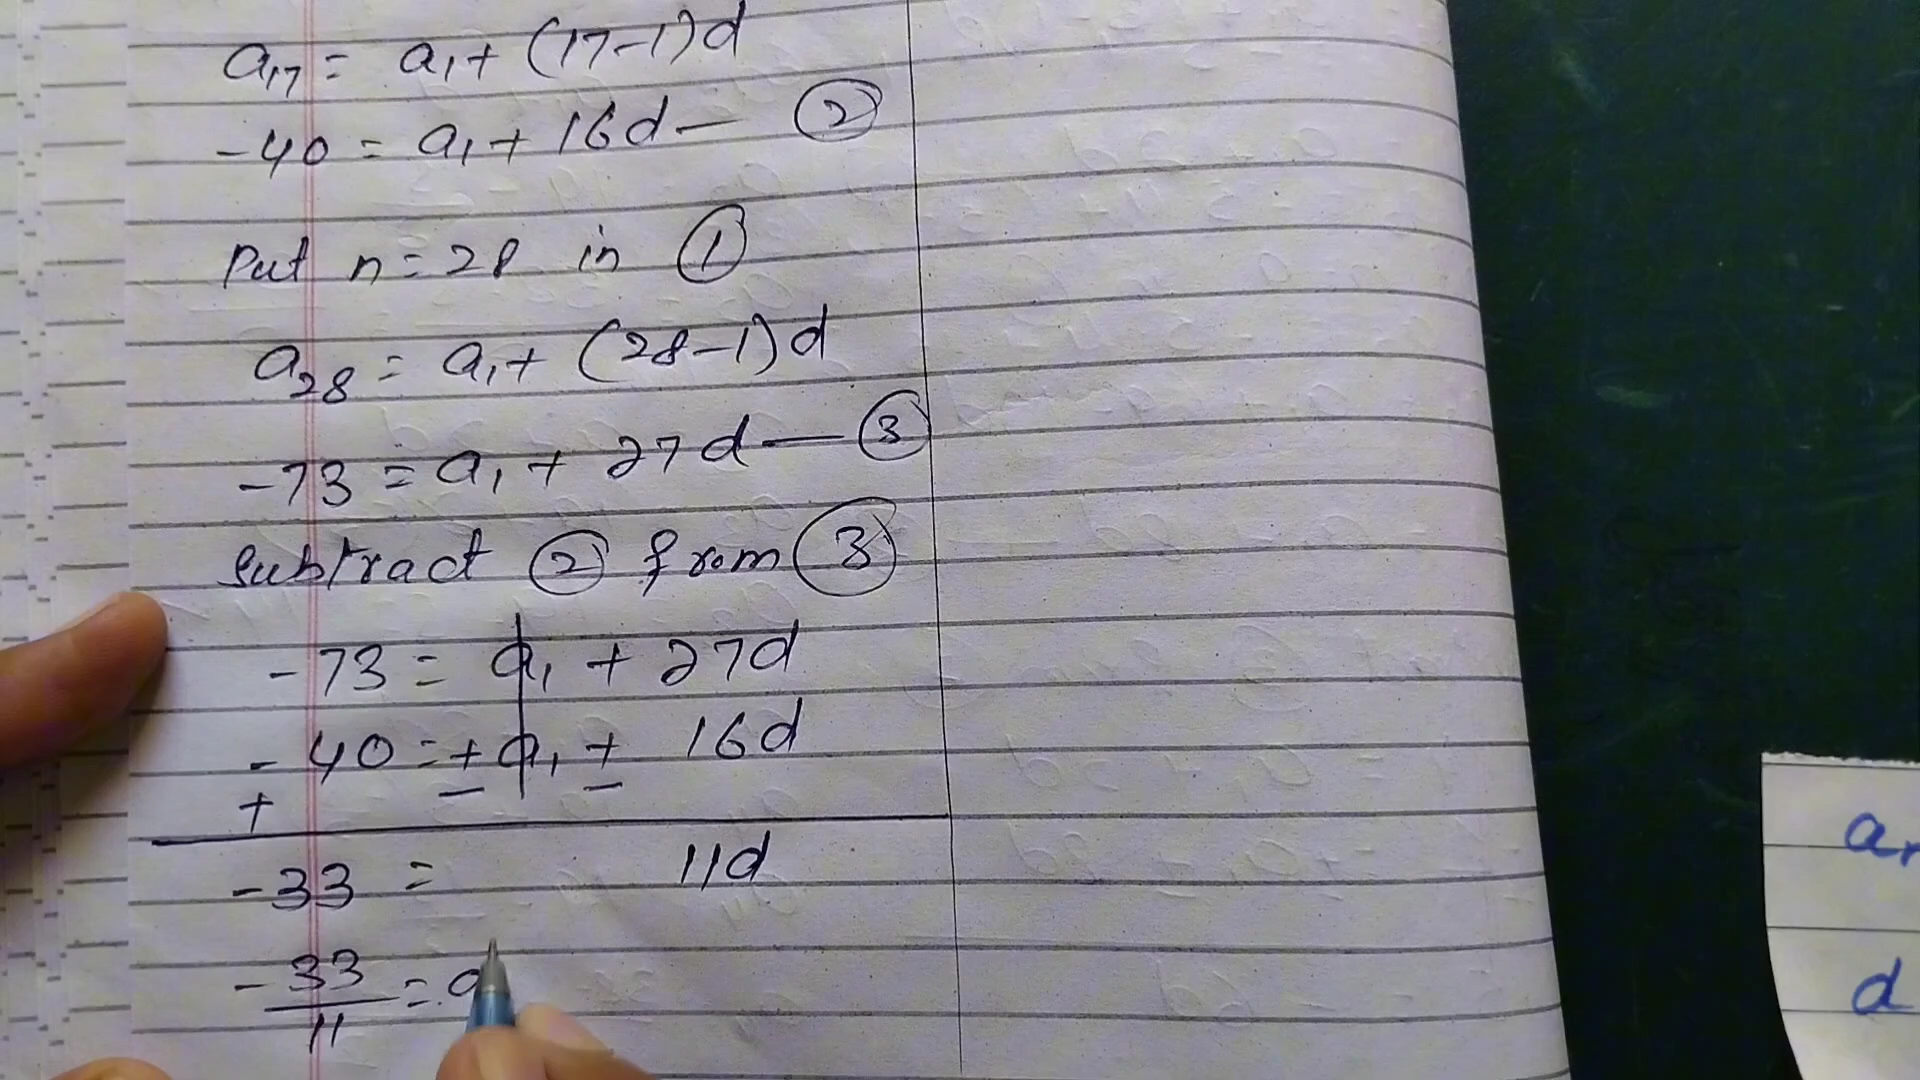 a₁₇ = a₁ + (17-1)d
-40 = a₁ + 16d — ②
Put n = 28 in ①
a₂₈ = a₁ + (28-1)d
-73 = a₁ + 27d — ③
Subtract ② from ③
-73 = a₁ + 27d
-40 = ±a₁ ± 16d
+
-33 = 11d
-33/11 = d
a₁
d